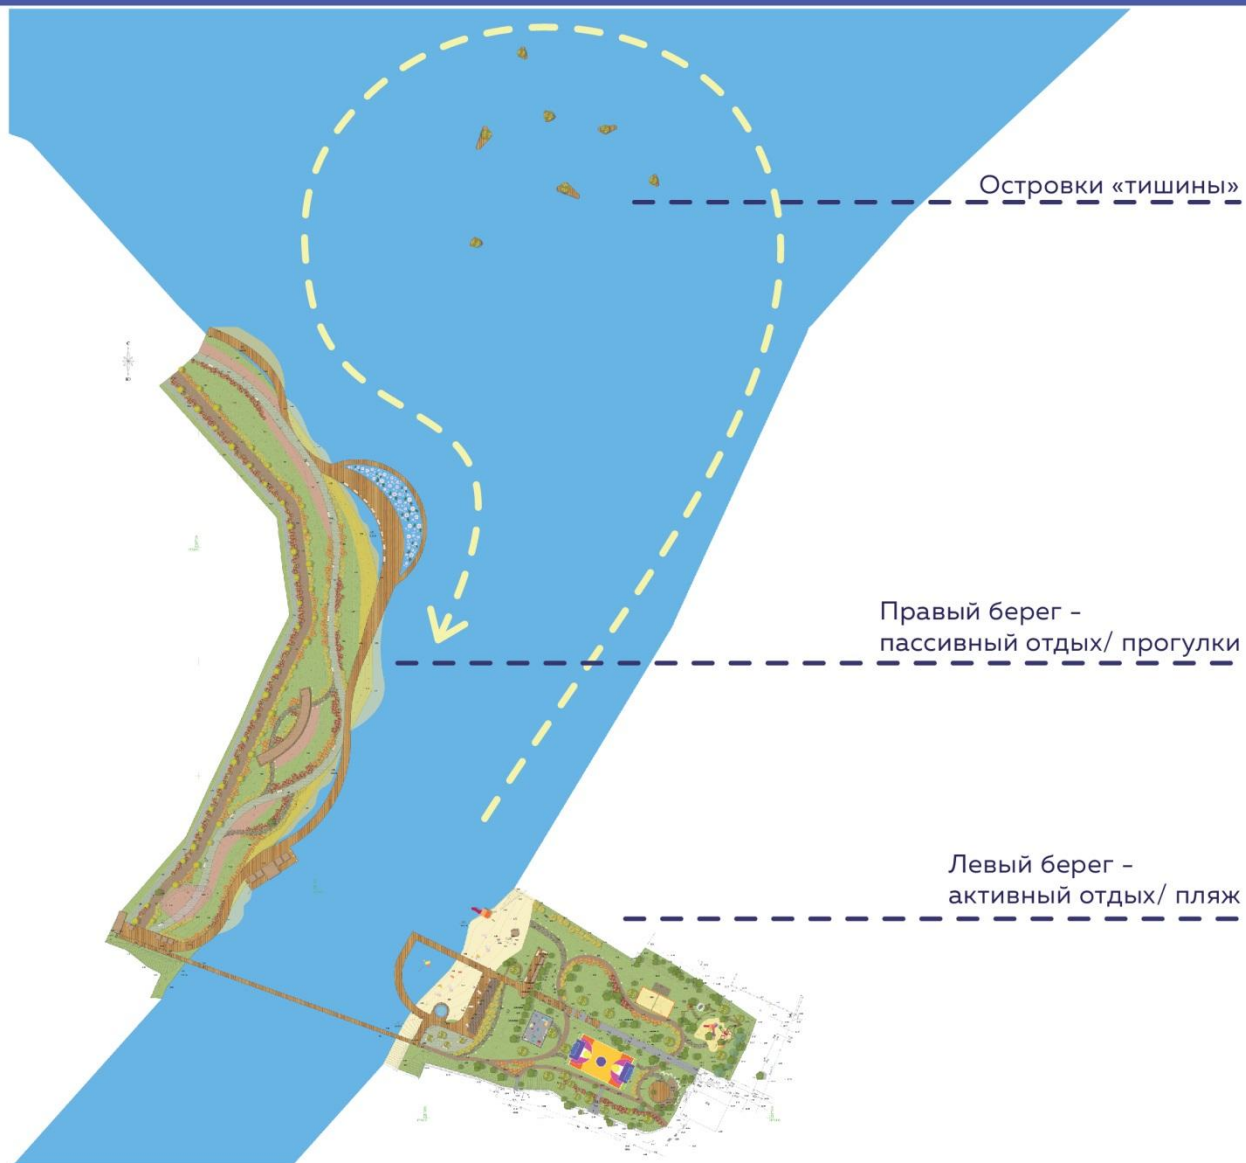 Островки «тишины»
Правый берег -
пассивный отдых/ прогулки
Левый берег -
активный отдых/ пляж